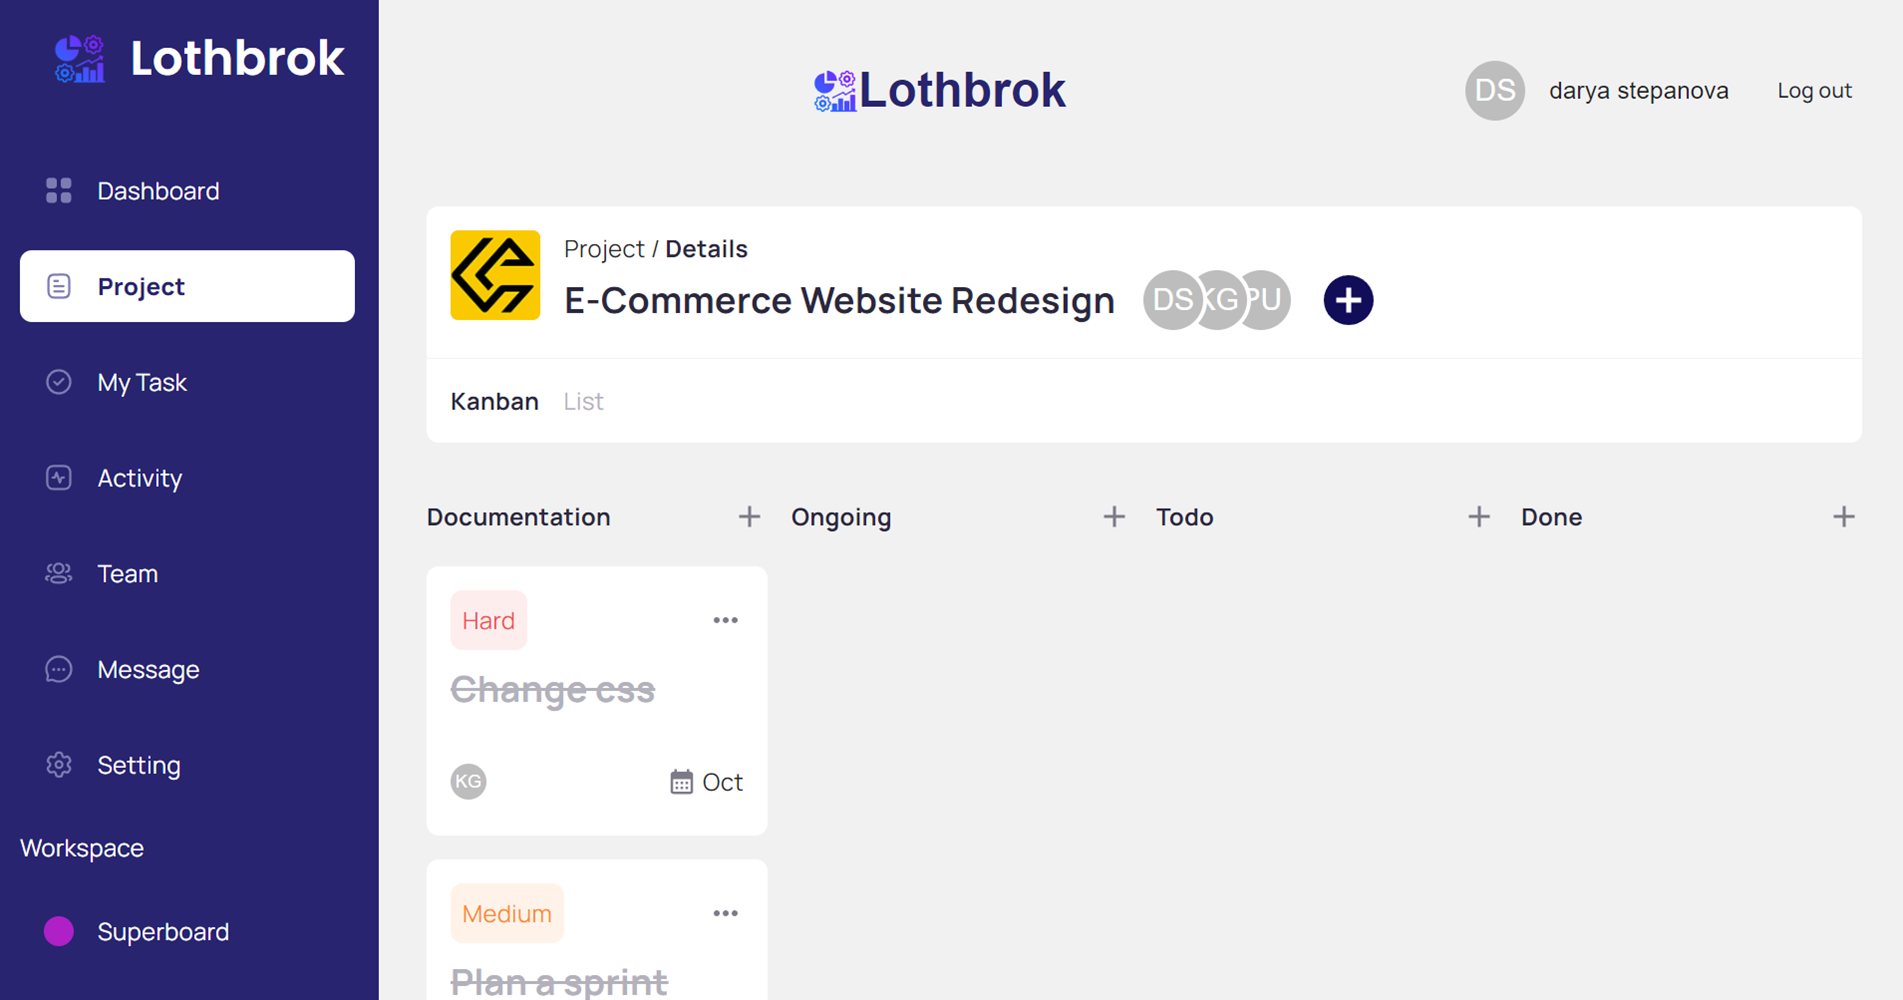 Lothbrok
Dashboard
Project
My Task
Activity
Team
Message
Setting
Workspace
Superboard
Lothbrok
DS darya stepanova Log out
Project / Details
E-Commerce Website Redesign DS KG PU
Kanban List
Documentation Ongoing Todo Done
Hard
Change css
KG Oct
Medium
Plan a sprint